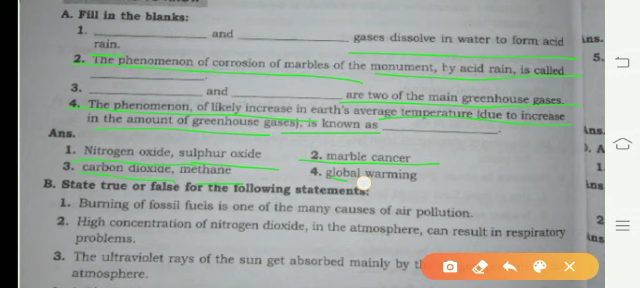 A. Fill in the blanks:
1. ____________ and ____________ gases dissolve in water to form acid
rain.
2. The phenomenon of corrosion of marbles of the monument, by acid rain, is called
____________.
3. ____________ and ____________ are two of the main greenhouse gases.
4. The phenomenon, of likely increase in earth's average temperature (due to increase
in the amount of greenhouse gases), is known as ____________.
Ans.
1. Nitrogen oxide, sulphur oxide 2. marble cancer
3. carbon dioxide, methane 4. global warming
B. State true or false for the following statements:
1. Burning of fossil fuels is one of the many causes of air pollution.
2. High concentration of nitrogen dioxide, in the atmosphere, can result in respiratory
problems.
3. The ultraviolet rays of the sun get absorbed mainly by
atmosphere.
Ans.
5.
Ans.
A
1.
Ans
2
Ans